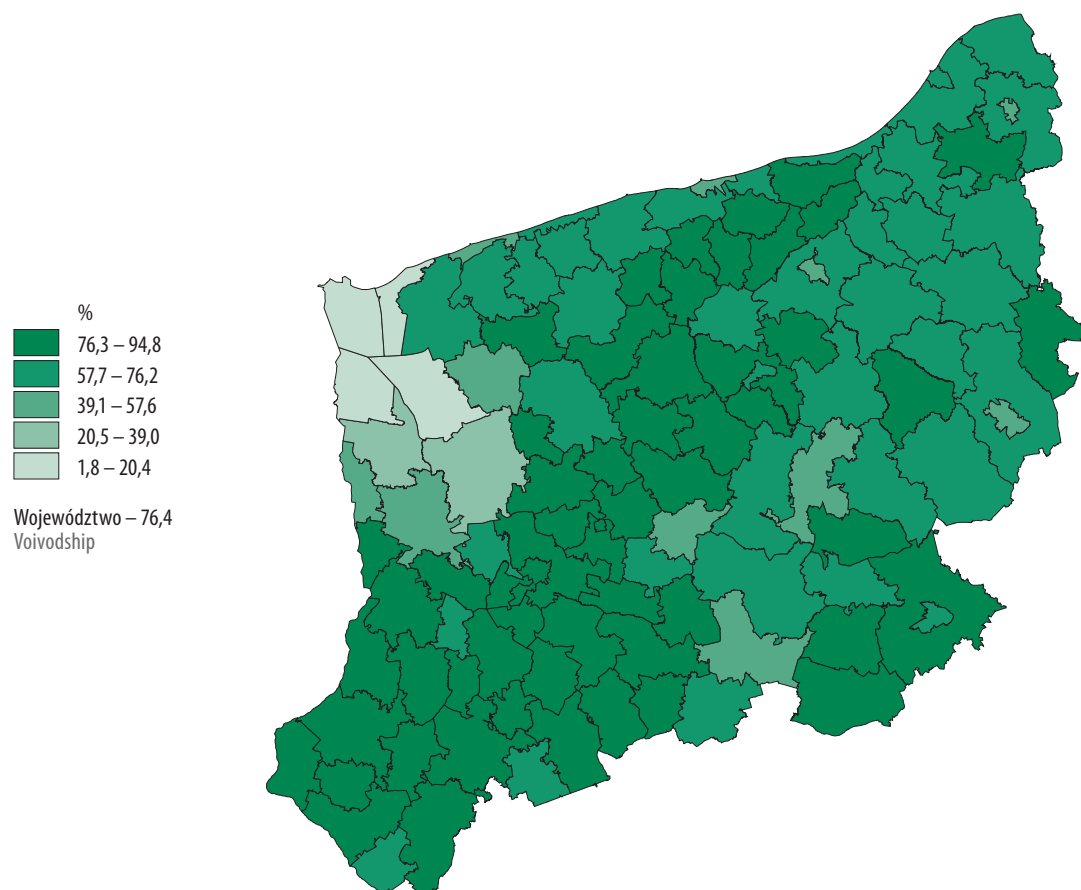 %
76,3 – 94,8
57,7 – 76,2
39,1 – 57,6
20,5 – 39,0
1,8 – 20,4
Województwo – 76,4
Voivodship